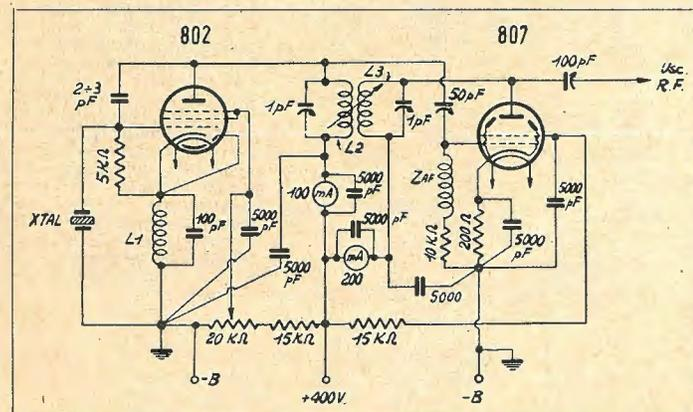 802
807
2÷3
pF
L3
100pF
Usc.
R.F.
1pF
50pF
1pF
L2
5KΩ
XTAL
L1
100
pF
5000
pF
100
mA
5000
pF
5000 pF
mA
200
5000
pF
ZAF
10KΩ
200Ω
5000
pF
5000
pF
5000
20 KΩ
15KΩ
15KΩ
-B
+400V.
-B